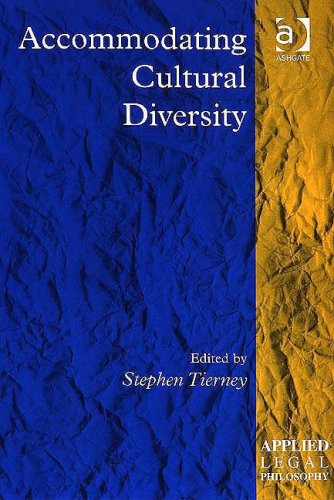 Accommodating
Cultural
Diversity
a
ASHGATE
Edited by
Stephen Tierney
APPLIED
LEGAL
PHILOSOPHY